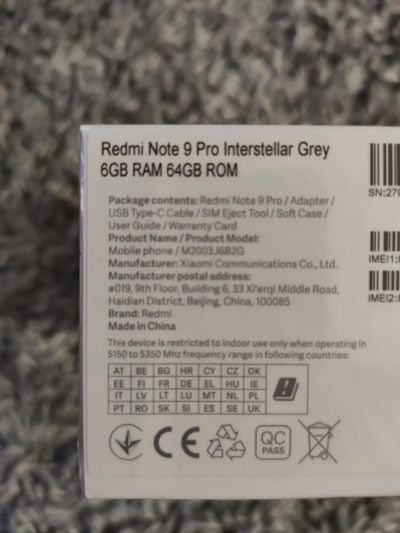 Redmi Note 9 Pro Interstellar Grey
6GB RAM 64GB ROM
Package contents: Redmi Note 9 Pro / Adapter /
USB Type-C Cable / SIM Eject Tool / Soft Case /
User Guide / Warranty Card
Product Name / Product Model:
Mobile phone / M2003J6B2G
Manufacturer: Xiaomi Communications Co., Ltd.
Manufacturer postal address:
#019, 9th Floor, Building 6, 33 Xi'erqi Middle Road,
Haidian District, Beijing, China, 100085
Brand: Redmi
Made in China
This device is restricted to indoor use only when operating in
5150 to 5350 Mhz frequency range in following countries:
AT BE BG HR CY CZ DK
EE FI FR DE EL HU IE
IT LV LT LU MT NL PL
PT RO SK SI ES SE UK
CE
QC
PASS
SN:279
IMEI1:8
IMEI2:8